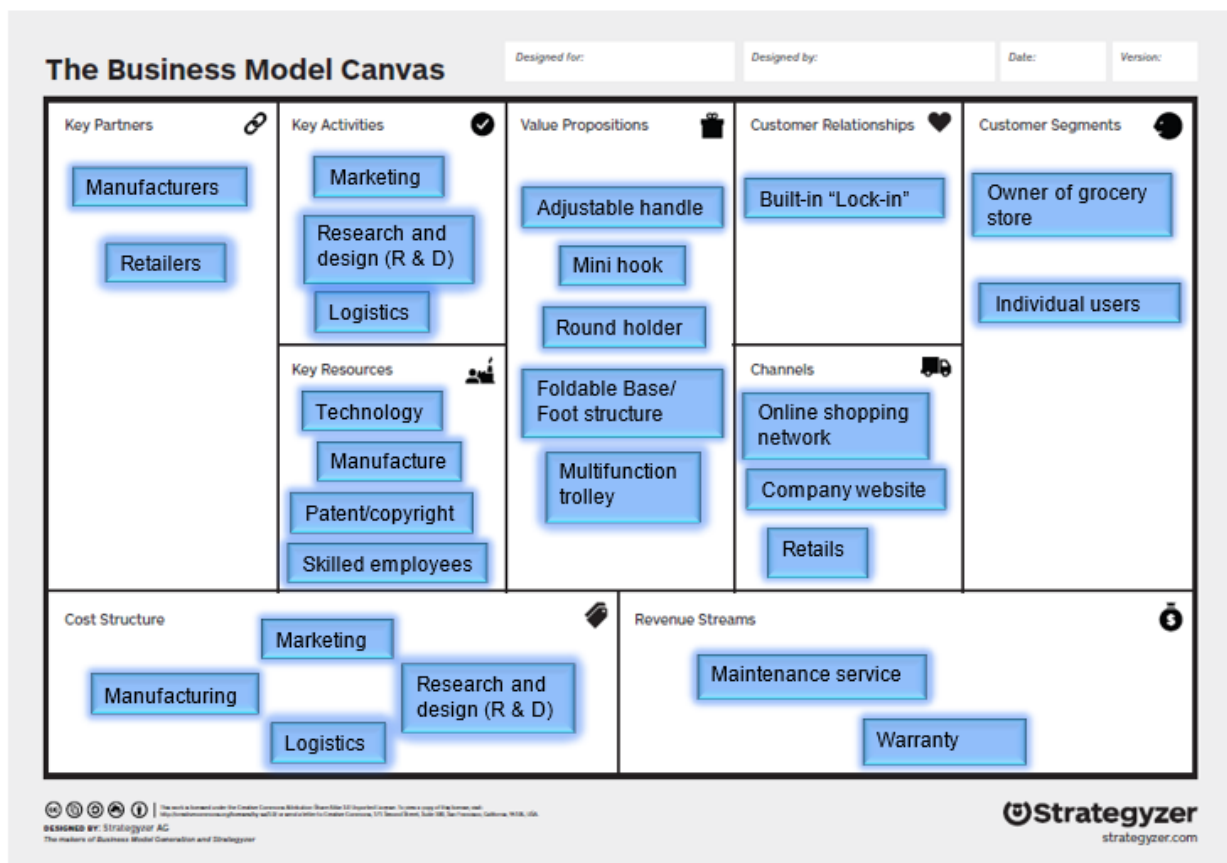 The Business Model Canvas
Designed for:
Designed by:
Date:
Version:
Key Partners
Manufacturers
Retailers
Key Activities
Marketing
Research and
design (R & D)
Logistics
Key Resources
Technology
Manufacture
Patent/copyright
Skilled employees
Value Propositions
Adjustable handle
Mini hook
Round holder
Foldable Base/
Foot structure
Multifunction
trolley
Customer Relationships
Built-in “Lock-in”
Channels
Online shopping
network
Company website
Retails
Customer Segments
Owner of grocery
store
Individual users
Cost Structure
Marketing
Manufacturing
Research and
design (R & D)
Logistics
Revenue Streams
Maintenance service
Warranty
DESIGNED BY: Strategyzer AG
The makers of Business Model Generation and Strategyzer
Strategyzer
strategyzer.com